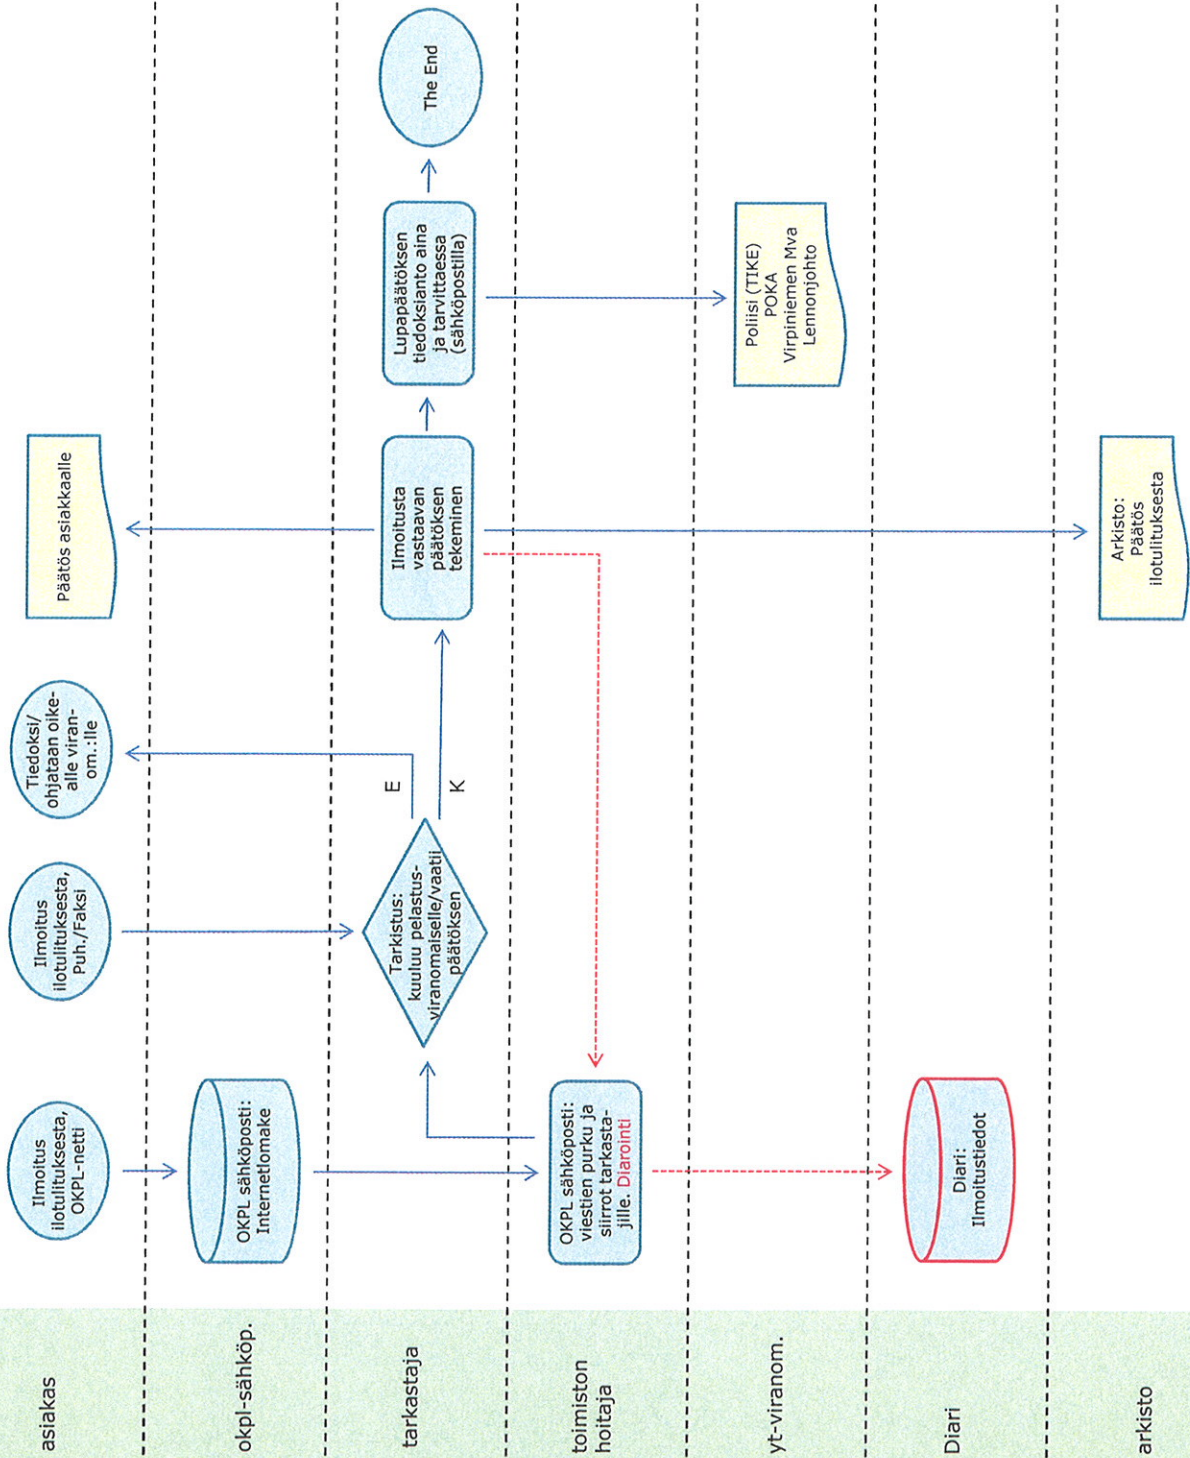 asiakas
Ilmoitus
ilotulituksesta,
OKPL-netti
Ilmoitus
ilotulituksesta,
Puh./Faksi
Tiedoksi/
ohjataan oike-
alle viran-
om.:lle
Päätös asiakkaalle
okpl-sähköp.
OKPL sähköposti:
Internetlomake
tarkastaja
Tarkistus:
kuuluu pelastus-
viranomaiselle/vaatii
päätöksen
E
K
Ilmoitusta
vastaavan
päätöksen
tekeminen
Lupapäätöksen
tiedoksianto aina
ja tarvittaessa
(sähköpostilla)
The End
toimiston
hoitaja
OKPL sähköposti:
viestien purku ja
siirrot tarkasta-
jille. Diarointi
yt-viranom.
Poliisi (TIKE)
POKA
Virpiniemen Mva
Lennonjohto
Diari
Diari:
Ilmoitustiedot
arkisto
Arkisto:
Päätös
ilotulituksesta